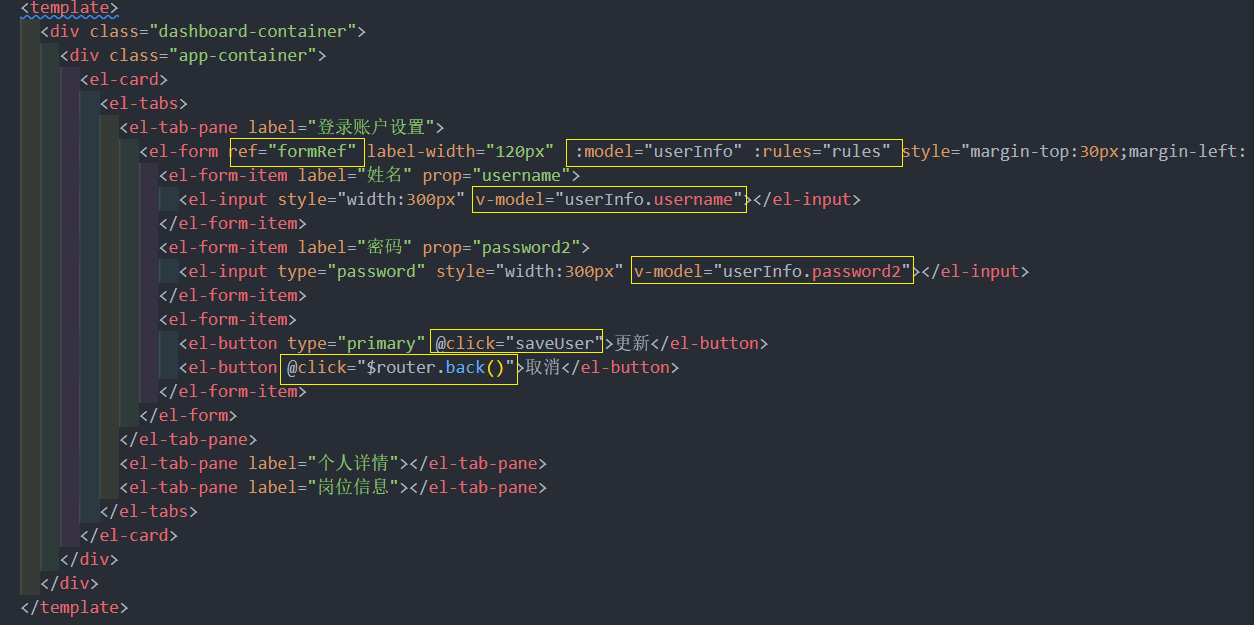 <template>
<div class="dashboard-container">
<div class="app-container">
<el-card>
<el-tabs>
<el-tab-pane label="登录账户设置">
<el-form ref="formRef" label-width="120px" :model="userInfo" :rules="rules" style="margin-top:30px;margin-left:
<el-form-item label="姓名" prop="username">
<el-input style="width:300px" v-model="userInfo.username"></el-input>
</el-form-item>
<el-form-item label="密码" prop="password2">
<el-input type="password" style="width:300px" v-model="userInfo.password2"></el-input>
</el-form-item>
<el-form-item>
<el-button type="primary" @click="saveUser">更新</el-button>
<el-button @click="$router.back()">取消</el-button>
</el-form-item>
</el-form>
</el-tab-pane>
<el-tab-pane label="个人详情"></el-tab-pane>
<el-tab-pane label="岗位信息"></el-tab-pane>
</el-tabs>
</el-card>
</div>
</div>
</template>